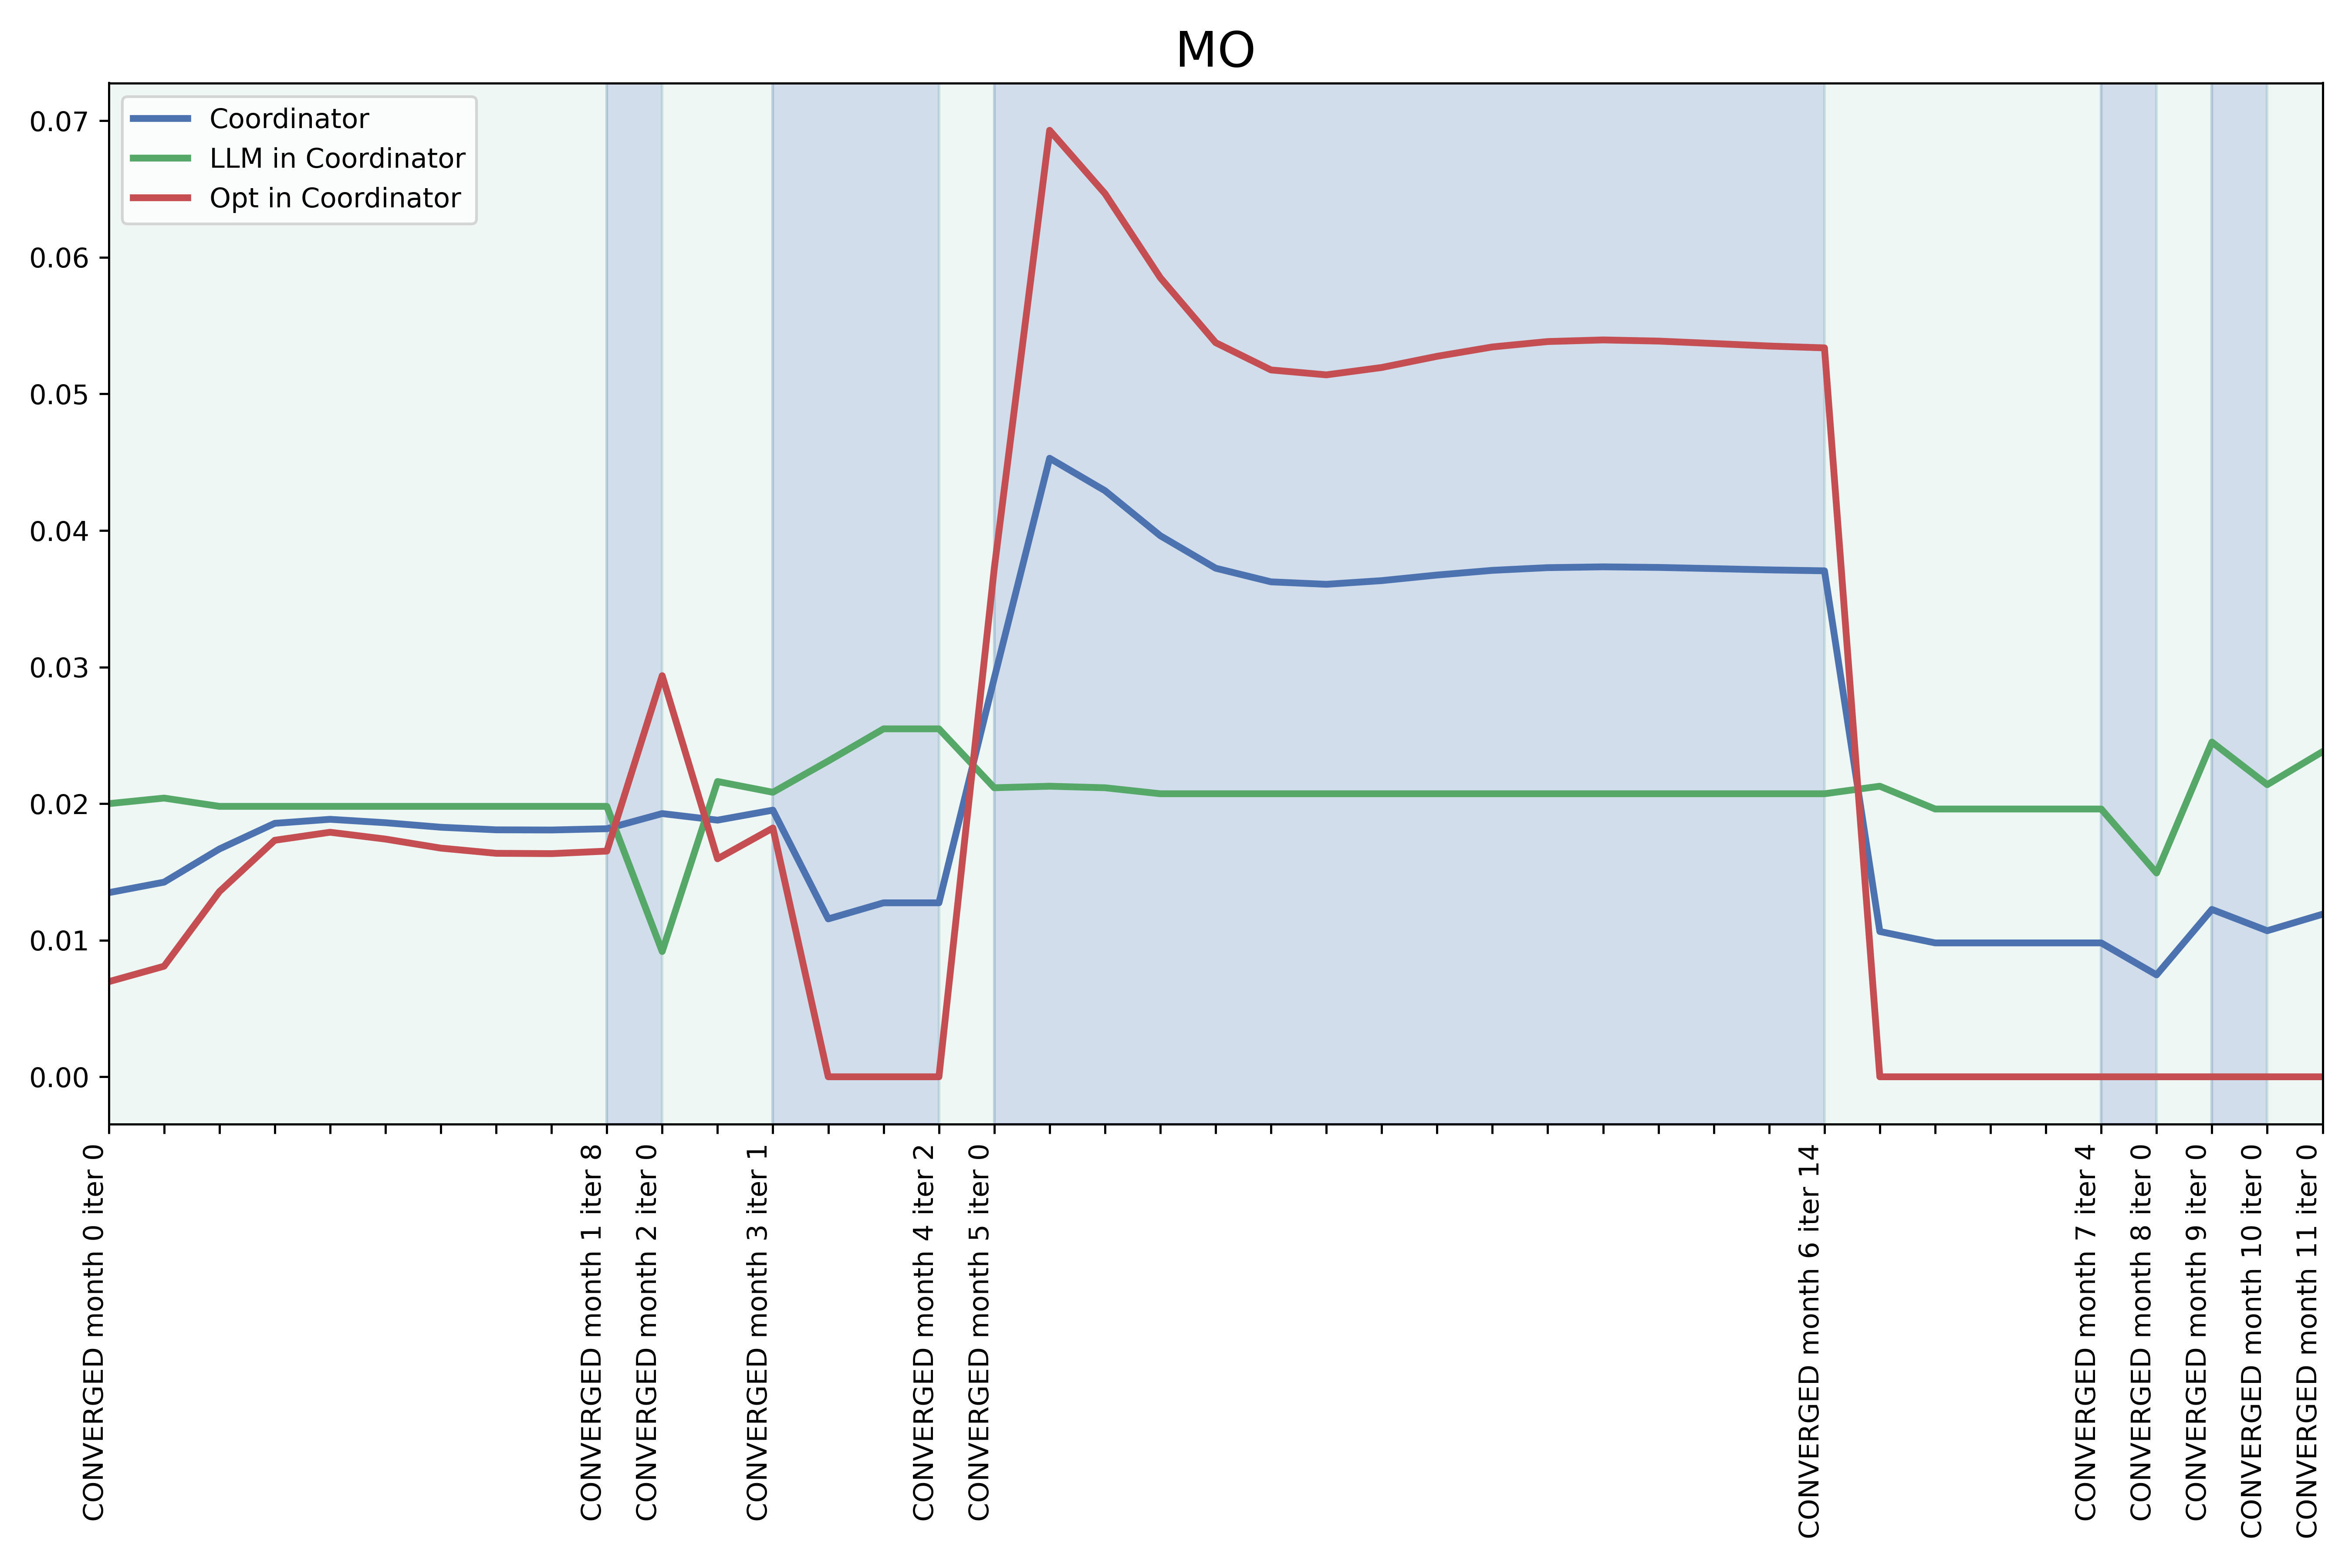 MO
Coordinator
LLM in Coordinator
Opt in Coordinator
0.07
0.06
0.05
0.04
0.03
0.02
0.01
0.00
CONVERGED month 0 iter 0
CONVERGED month 1 iter 8
CONVERGED month 2 iter 0
CONVERGED month 3 iter 1
CONVERGED month 4 iter 2
CONVERGED month 5 iter 0
CONVERGED month 6 iter 14
CONVERGED month 7 iter 4
CONVERGED month 8 iter 0
CONVERGED month 9 iter 0
CONVERGED month 10 iter 0
CONVERGED month 11 iter 0